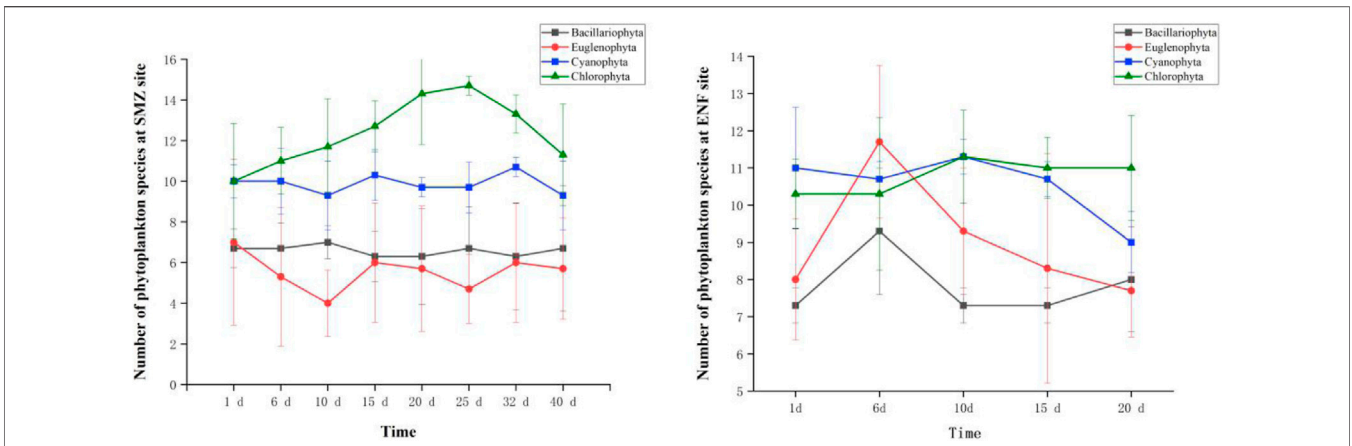 Bacillariophyta
Euglenophyta
Cyanophyta
Chlorophyta
Number of phytoplankton species at SMZ site
16
14
12
10
8
6
4
2
0
1 d 6 d 10 d 15 d 20 d 25 d 32 d 40 d
Time
Bacillariophyta
Euglenophyta
Cyanophyta
Chlorophyta
Number of phytoplankton species at ENF site
14
13
12
11
10
9
8
7
6
5
1d 6d 10d 15 d 20 d
Time